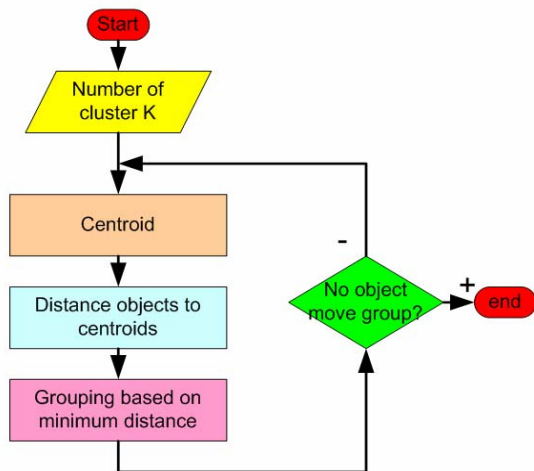 Start
Number of
cluster K
Centroid
Distance objects to
centroids
Grouping based on
minimum distance
-
No object
move group?
+
end